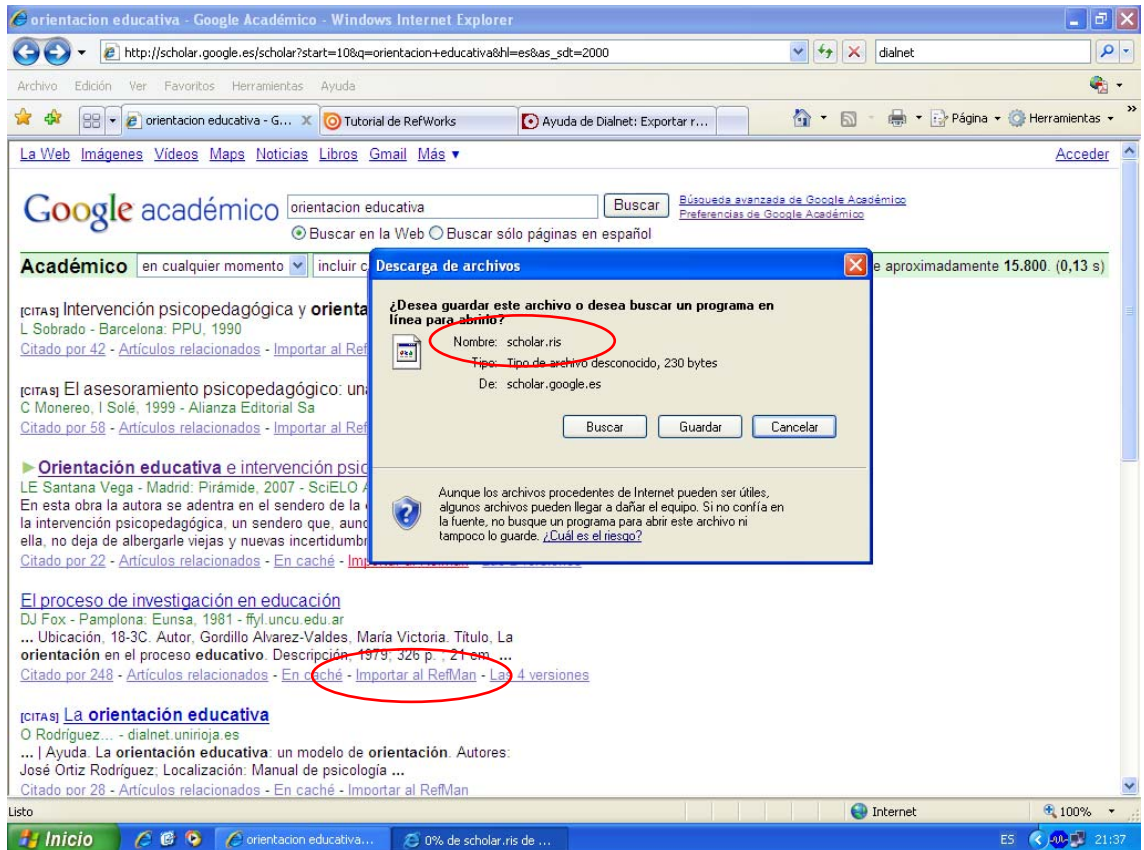 orientacion educativa - Google Académico - Windows Internet Explorer
http://scholar.google.es/scholar?start=10&q=orientacion+educativa&hl=es&as_sdt=2000
dialnet
Archivo Edición Ver Favoritos Herramientas Ayuda
orientacion educativa - G... Tutorial de RefWorks Ayuda de Dialnet: Exportar r... Página Herramientas
La Web Imágenes Vídeos Maps Noticias Libros Gmail Más ▼ Acceder
Google académico orientacion educativa Buscar Búsqueda avanzada de Google Académico
Preferencias de Google Académico
Buscar en la Web Buscar sólo páginas en español
Académico en cualquier momento incluir c e aproximadamente 15.800. (0,13 s)
[CITAS] Intervención psicopedagógica y orienta
L Sobrado - Barcelona: PPU, 1990
Citado por 42 - Artículos relacionados - Importar al Ref
[CITAS] El asesoramiento psicopedagógico: una
C Monereo, I Solé, 1999 - Alianza Editorial Sa
Citado por 58 - Artículos relacionados - Importar al Ref
►Orientación educativa e intervención psic
LE Santana Vega - Madrid: Pirámide, 2007 - SciELO A
En esta obra la autora se adentra en el sendero de la
la intervención psicopedagógica, un sendero que, aunq
ella, no deja de albergarle viejas y nuevas incertidumbr
Citado por 22 - Artículos relacionados - En caché -
El proceso de investigación en educación
DJ Fox - Pamplona: Eunsa, 1981 - ffyl.uncu.edu.ar
... Ubicación, 18-3C. Autor, Gordillo Alvarez-Valdes, María Victoria. Título, La
orientación en el proceso educativo. Descripción, 1979, 326 p. , 21 cm. ...
Citado por 248 - Artículos relacionados - En caché - Importar al RefMan - Las 4 versiones
[CITAS] La orientación educativa
O Rodríguez... - dialnet.unirioja.es
... | Ayuda. La orientación educativa: un modelo de orientación. Autores:
José Ortiz Rodríguez; Localización: Manual de psicología ...
Citado por 28 - Artículos relacionados - En caché - Importar al RefMan
Descarga de archivos
¿Desea guardar este archivo o desea buscar un programa en
línea para abrirlo?
Nombre: scholar.ris
Tipo: Tipo de archivo desconocido, 230 bytes
De: scholar.google.es
Buscar Guardar Cancelar
Aunque los archivos procedentes de Internet pueden ser útiles,
algunos archivos pueden llegar a dañar el equipo. Si no confía en
la fuente, no busque un programa para abrir este archivo ni
tampoco lo guarde. ¿Cuál es el riesgo?
Listo Internet 100%
Inicio orientacion educativa... 0% de scholar.ris de ... ES 21:37